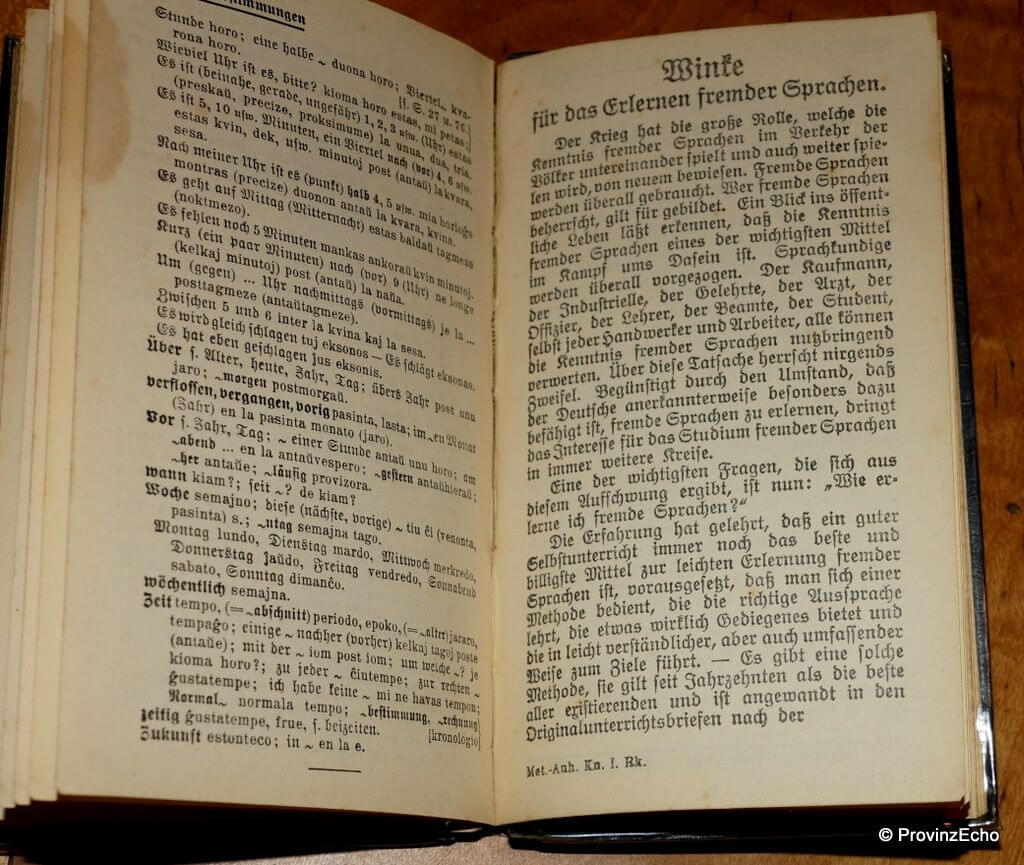 stimmungen
Stunde horo; eine halbe ~ duona horo; Viertel~ kva-
rona horo. [s. S. 27 u. 76.]
Wieviel Uhr ist es, bitte? kioma horo estas, mi petas;
Es ist (beinahe, gerade, ungefähr) 1, 2, 3 usw. (Uhr) estas
(preskaŭ, precize, proksimume) la unua, dua, tria.
Es ist 5, 10 usw. Minuten, ein Viertel nach (vor) 4, 6 usw.
estas kvin, dek, usw. minutoj post (antaŭ) la kvara,
sesa.
Nach meiner Uhr ist es (punkt) halb 4, 5 usw. mia horloĝo
montras (precize) duonon antaŭ la kvara, kvina.
Es geht auf Mittag (Mitternacht) estas baldaŭ tagmezo
(noktmezo).
Es fehlen noch 5 Minuten mankas ankoraŭ kvin minutoj.
Kurz (ein paar Minuten) nach (vor) 9 (Uhr) ne longe
(kelkaj minutoj) post (antaŭ) la naŭa.
Um (gegen) ... Uhr nachmittags (vormittags) je la ...
posttagmeze (antaŭtagmeze).
Zwischen 5 und 6 inter la kvina kaj la sesa.
Es wird gleich schlagen tuj eksonos — Es schlägt eksonas.
Es hat eben geschlagen ĵus eksonis.
Über s. Alter, heute, Jahr, Tag; übers Jahr post unu
jaro; ~morgen postmorgaŭ.
verflossen, vergangen, vorig pasinta, lasta; im ~en Monat
(Jahr) en la pasinta monato (jaro).
Vor s. Jahr, Tag; ~ einer Stunde antaŭ unu horo; am
~abend ... en la antaŭvespero; ~gestern antaŭhieraŭ;
~her antaŭe; ~läufig provizora.
wann kiam?; seit ~? de kiam?
Woche semajno; diese (nächste, vorige) ~ tiu ĉi (venonta,
pasinta) s.; ~ntag semajna tago.
Montag lundo, Dienstag mardo, Mittwoch merkredo,
Donnerstag ĵaŭdo, Freitag vendredo, Sonnabend
sabato, Sonntag dimanĉo.
wöchentlich semajna.
Zeit tempo, (= ~abschnitt) periodo, epoko, (= ~alter) jararo,
tempaĝo; einige ~ nachher (vorher) kelkaj tagoj poste
(antaŭe); mit der ~ iom post iom; um welche ~? je
kioma horo?; zu jeder ~ ĉiutempe; zur rechten ~
ĝustatempe; ich habe keine ~ mi ne havas tempon;
Normal~ normala tempo; ~bestimmung, ~rechnung
zeitig ĝustatempe, frue, s. beizeiten. [kronologio]
Zukunft estonteco; in ~ en la e.
Winke
für das Erlernen fremder Sprachen.
Der Krieg hat die große Rolle, welche die
Kenntnis fremder Sprachen im Verkehr der
Völker untereinander spielt und auch weiter spie-
len wird, von neuem bewiesen. Fremde Sprachen
werden überall gebraucht. Wer fremde Sprachen
beherrscht, gilt für gebildet. Ein Blick ins öffent-
liche Leben läßt erkennen, daß die Kenntnis
fremder Sprachen eines der wichtigsten Mittel
im Kampf ums Dasein ist. Sprachkundige
werden überall vorgezogen. Der Kaufmann,
der Industrielle, der Gelehrte, der Arzt, der
Offizier, der Lehrer, der Beamte, der Student,
selbst jeder Handwerker und Arbeiter, alle können
die Kenntnis fremder Sprachen nutzbringend
verwerten. Über diese Tatsache herrscht nirgends
Zweifel. Begünstigt durch den Umstand, daß
der Deutsche anerkannterweise besonders dazu
befähigt ist, fremde Sprachen zu erlernen, dringt
das Interesse für das Studium fremder Sprachen
in immer weitere Kreise.
Eine der wichtigsten Fragen, die sich aus
diesem Aufschwung ergibt, ist nun: „Wie er-
lerne ich fremde Sprachen?“
Die Erfahrung hat gelehrt, daß ein guter
Selbstunterricht immer noch das beste und
billigste Mittel zur leichten Erlernung fremder
Sprachen ist, vorausgesetzt, daß man sich einer
Methode bedient, die die richtige Aussprache
lehrt, die etwas wirklich Gediegenes bietet und
die in leicht verständlicher, aber auch umfassender
Weise zum Ziele führt. — Es gibt eine solche
Methode, sie gilt seit Jahrzehnten als die beste
aller existierenden und ist angewandt in den
Originalunterrichtsbriefen nach der
Met.-Anh. Kn. I. Rk.
© ProvinzEcho